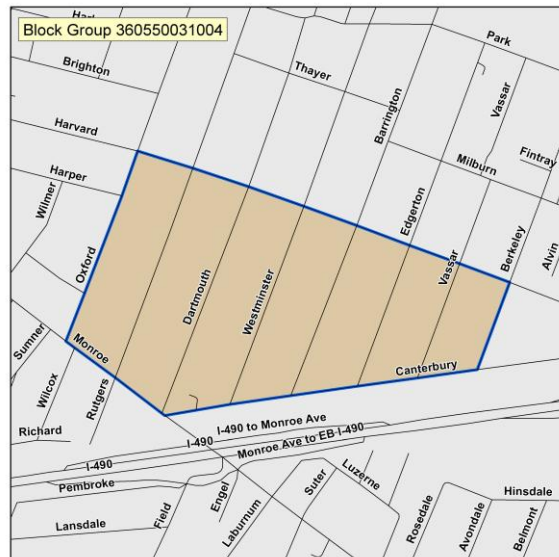 Block Group 360550031004
Har
Brighton
Park
Thayer
Vassar
Barrington
Harvard
Fintray
Milburn
Harper
Wilmer
Edgerton
Oxford
Vassar
Berkeley
Alvin
Dartmouth
Westminster
Sumner
Monroe
Canterbury
Wilcox
Rutgers
Richard
I-490 to Monroe Ave
I-490
Monroe Ave to EB I-490
I-490
Pembroke
Luzerne
Suter
Engel
Field
Laburnum
Hinsdale
Rosedale
Avondale
Belmont
Lansdale